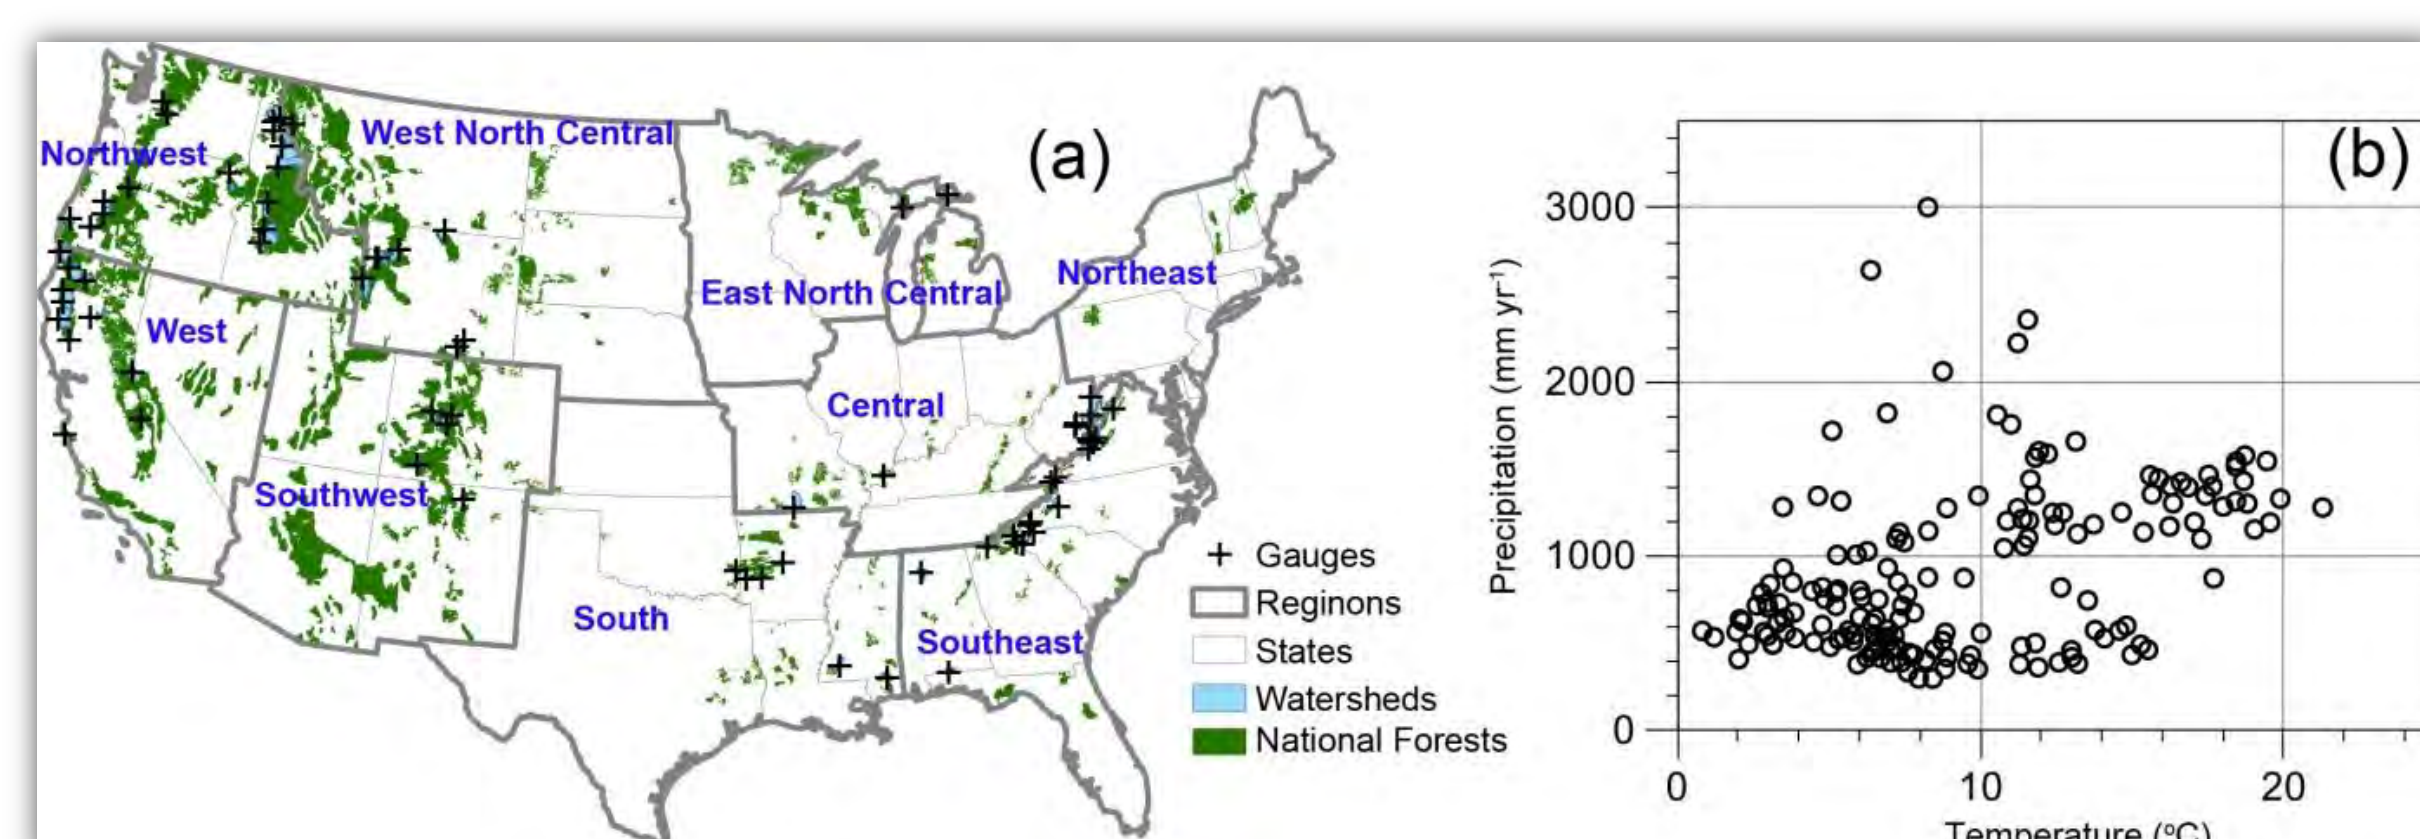 (a)
West North Central
Northwest
Northeast
East North Central
West
Central
Southwest
South
Southeast
Gauges
Reginons
States
Watersheds
National Forests
(b)
Precipitation (mm yr⁻¹)
3000
2000
1000
0
0 10 20
Temperature (°C)